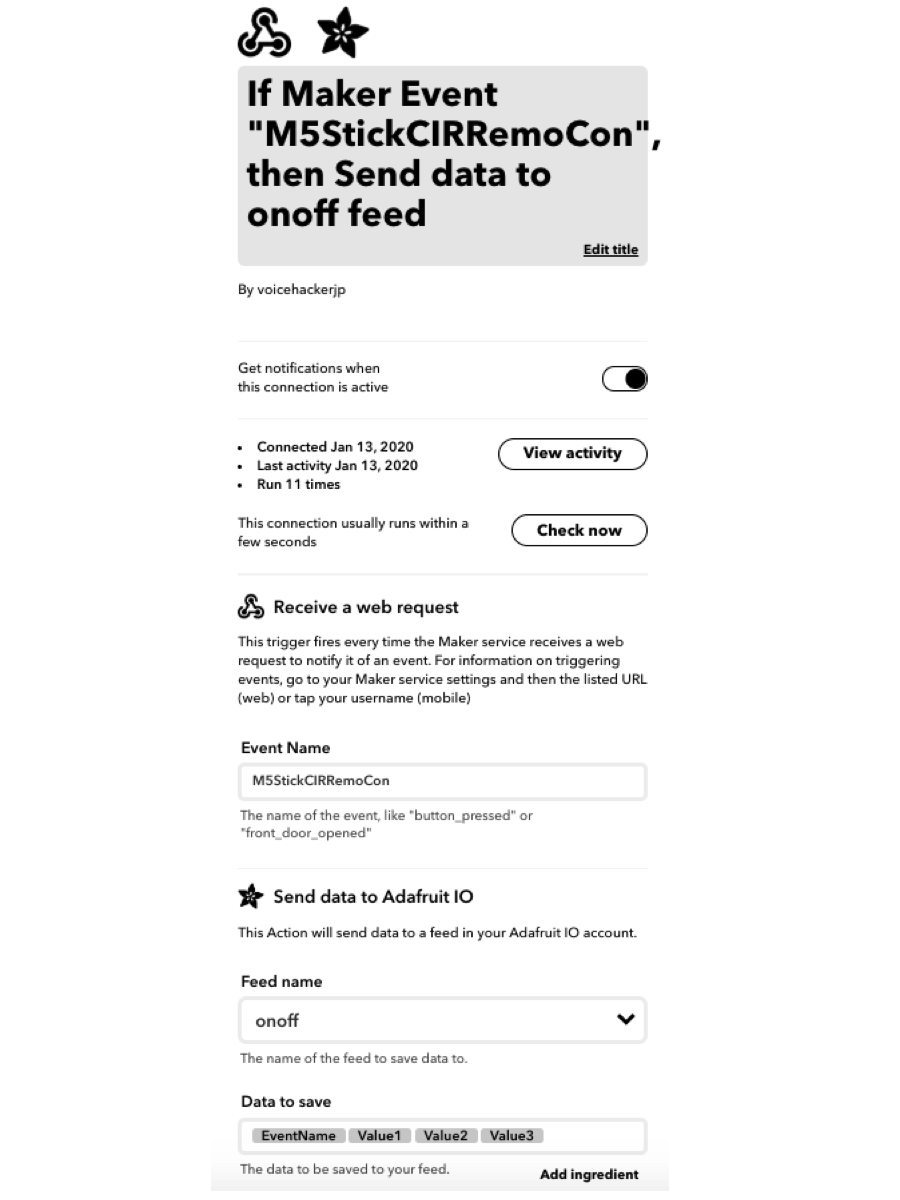 If Maker Event
"M5StickCIRRemoCon",
then Send data to
onoff feed
Edit title
By voicehackerjp
Get notifications when
this connection is active
Connected Jan 13, 2020
Last activity Jan 13, 2020
Run 11 times
View activity
This connection usually runs within a
few seconds
Check now
Receive a web request
This trigger fires every time the Maker service receives a web
request to notify it of an event. For information on triggering
events, go to your Maker service settings and then the listed URL
(web) or tap your username (mobile)
Event Name
M5StickCIRRemoCon
The name of the event, like "button_pressed" or
"front_door_opened"
Send data to Adafruit IO
This Action will send data to a feed in your Adafruit IO account.
Feed name
onoff
The name of the feed to save data to.
Data to save
EventName Value1 Value2 Value3
The data to be saved to your feed.
Add ingredient